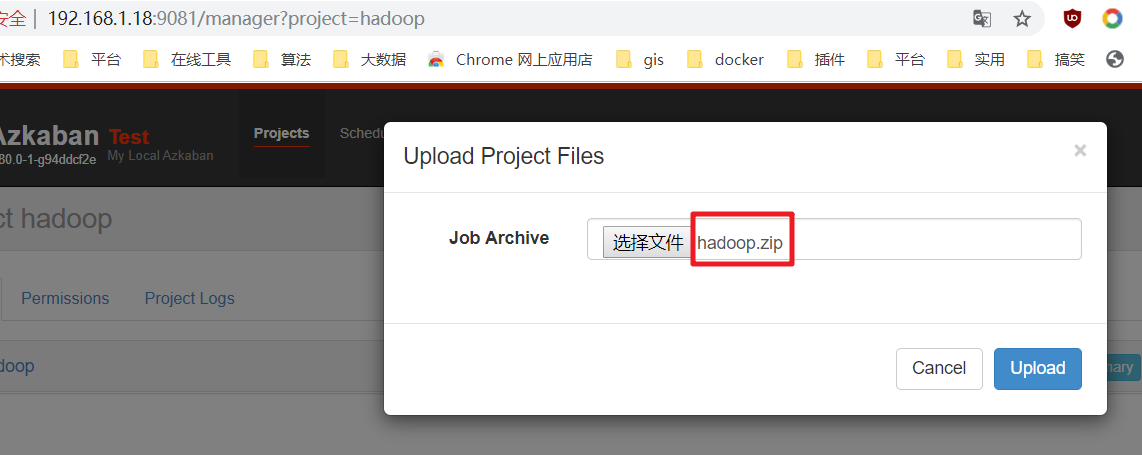 安全 | 192.168.1.18:9081/manager?project=hadoop
术搜索 平台 在线工具 算法 大数据 Chrome 网上应用店 gis docker 插件 平台 实用 搞笑
Azkaban Test Projects Schedu
80.0-1-g94ddcf2e My Local Azkaban
Upload Project Files ×
ct hadoop
Job Archive 选择文件 hadoop.zip
Permissions Project Logs
doop mary
Cancel Upload